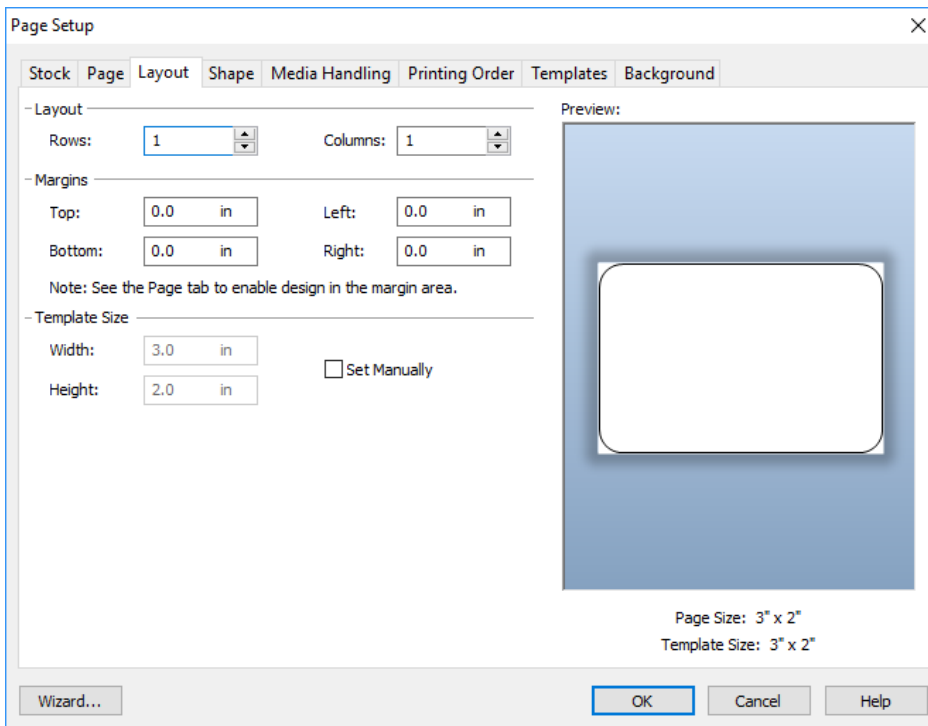 Page Setup
Stock Page Layout Shape Media Handling Printing Order Templates Background
Layout
Rows: 1 Columns: 1
Margins
Top: 0.0 in Left: 0.0 in
Bottom: 0.0 in Right: 0.0 in
Note: See the Page tab to enable design in the margin area.
Template Size
Width: 3.0 in
Set Manually
Height: 2.0 in
Preview:
Page Size: 3" x 2"
Template Size: 3" x 2"
Wizard... OK Cancel Help